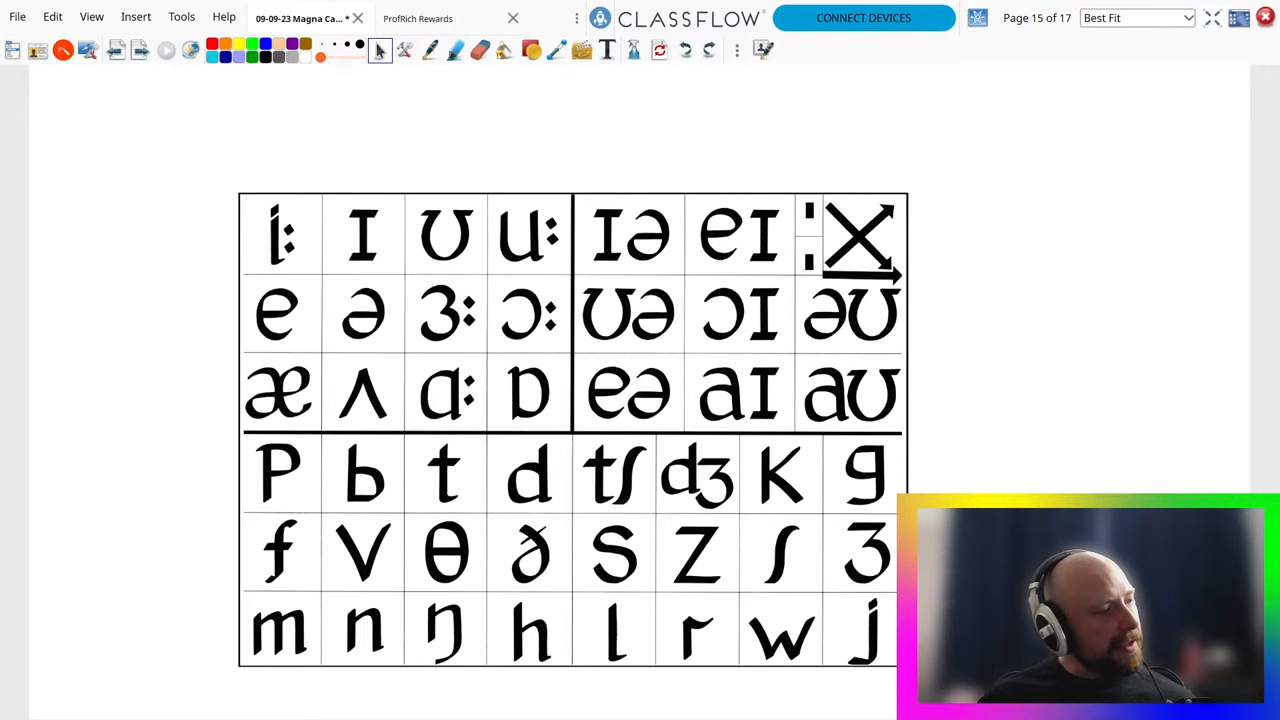 File Edit View Insert Tools Help 09-09-23 Magna Ca... * ProfRich Rewards CLASSFLOW CONNECT DEVICES Page 15 of 17 Best Fit
iː ɪ ʊ uː ɪə eɪ
e ə ɜː ɔː ʊə ɔɪ əʊ
æ ʌ ɑː ɒ eə aɪ aʊ
p b t d tʃ dʒ k g
f v θ ð s z ʃ ʒ
m n ŋ h l r w j